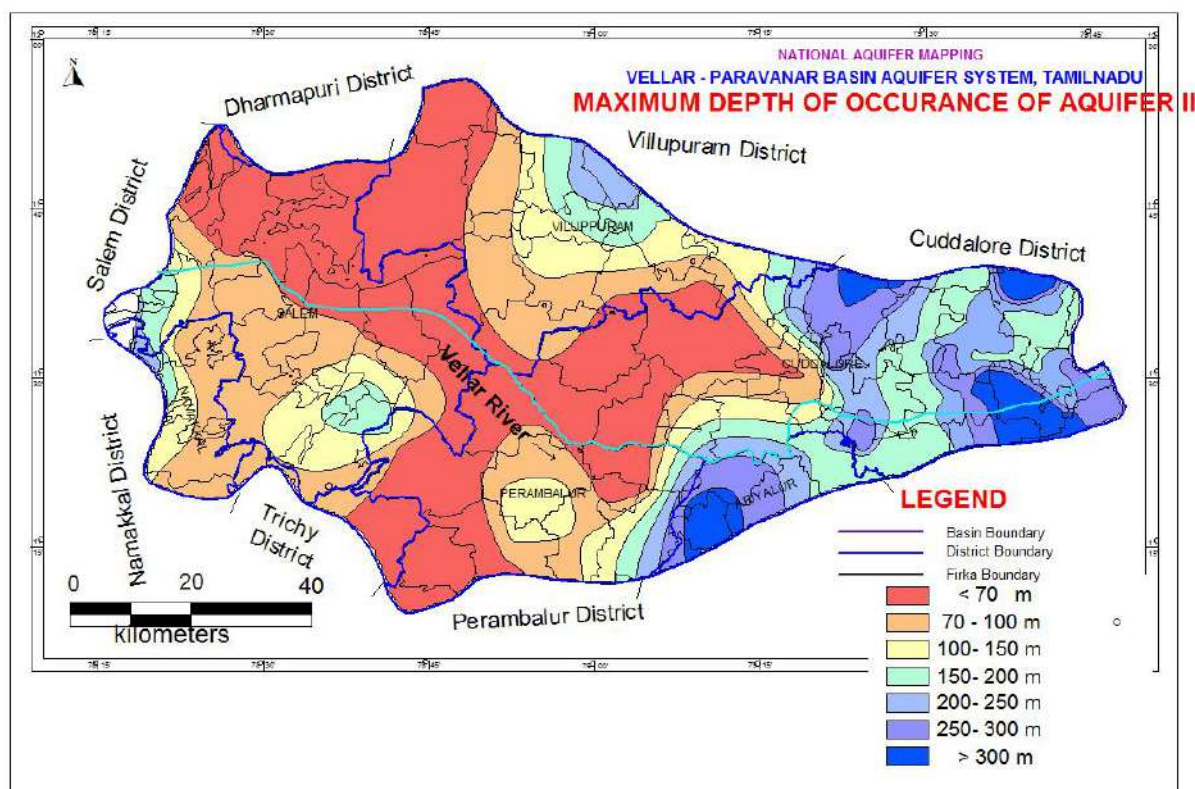 NATIONAL AQUIFER MAPPING
VELLAR - PARAVANAR BASIN AQUIFER SYSTEM, TAMILNADU
MAXIMUM DEPTH OF OCCURANCE OF AQUIFER II
N
Dharmapuri District
Villupuram District
Cuddalore District
Salem District
VILUPPURAM
SALEM
CUDDALORE
Vellar River
NAMAKKAL
Namakkal District
PERAMBALUR
ARIYALUR
Trichy
District
Perambalur District
0 20 40
kilometers
LEGEND
Basin Boundary
District Boundary
Firka Boundary
< 70 m
70 - 100 m
100- 150 m
150- 200 m
200- 250 m
250- 300 m
> 300 m